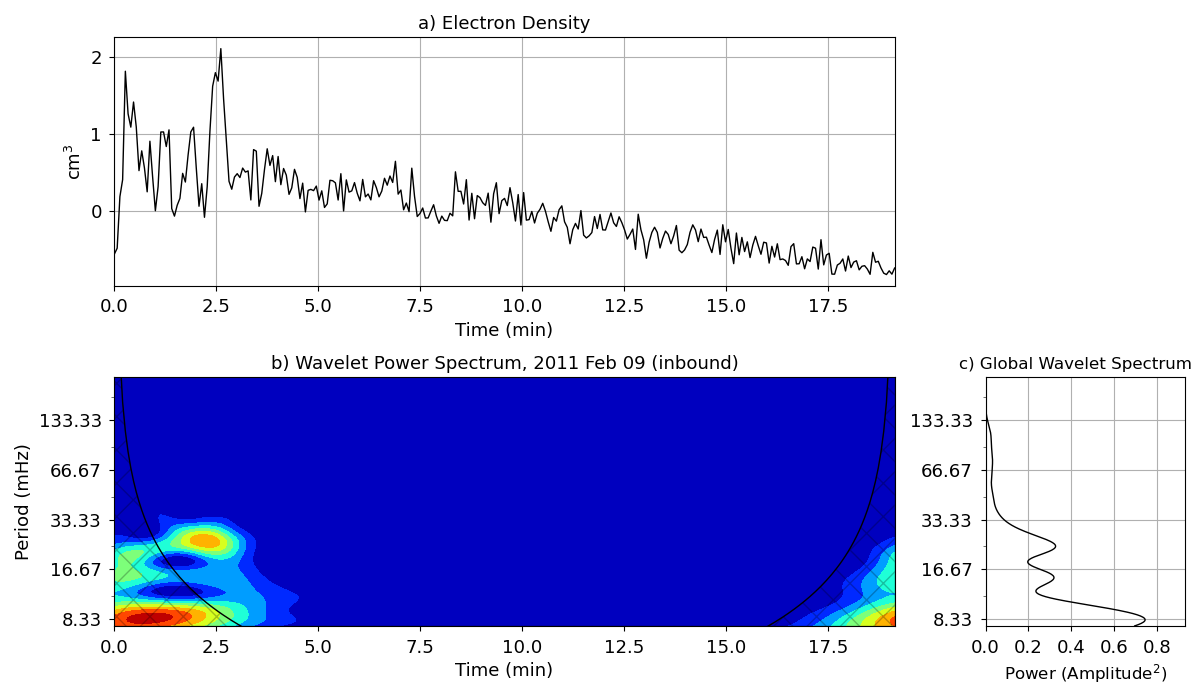 a) Electron Density
2
1
0
cm³
0.0 2.5 5.0 7.5 10.0 12.5 15.0 17.5
Time (min)
b) Wavelet Power Spectrum, 2011 Feb 09 (inbound)
133.33
66.67
33.33
16.67
8.33
Period (mHz)
0.0 2.5 5.0 7.5 10.0 12.5 15.0 17.5
Time (min)
c) Global Wavelet Spectrum
133.33
66.67
33.33
16.67
8.33
0.0 0.2 0.4 0.6 0.8
Power (Amplitude²)